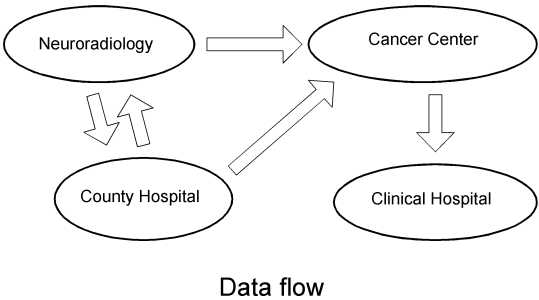 Neuroradiology
Cancer Center
County Hospital
Clinical Hospital
Data flow